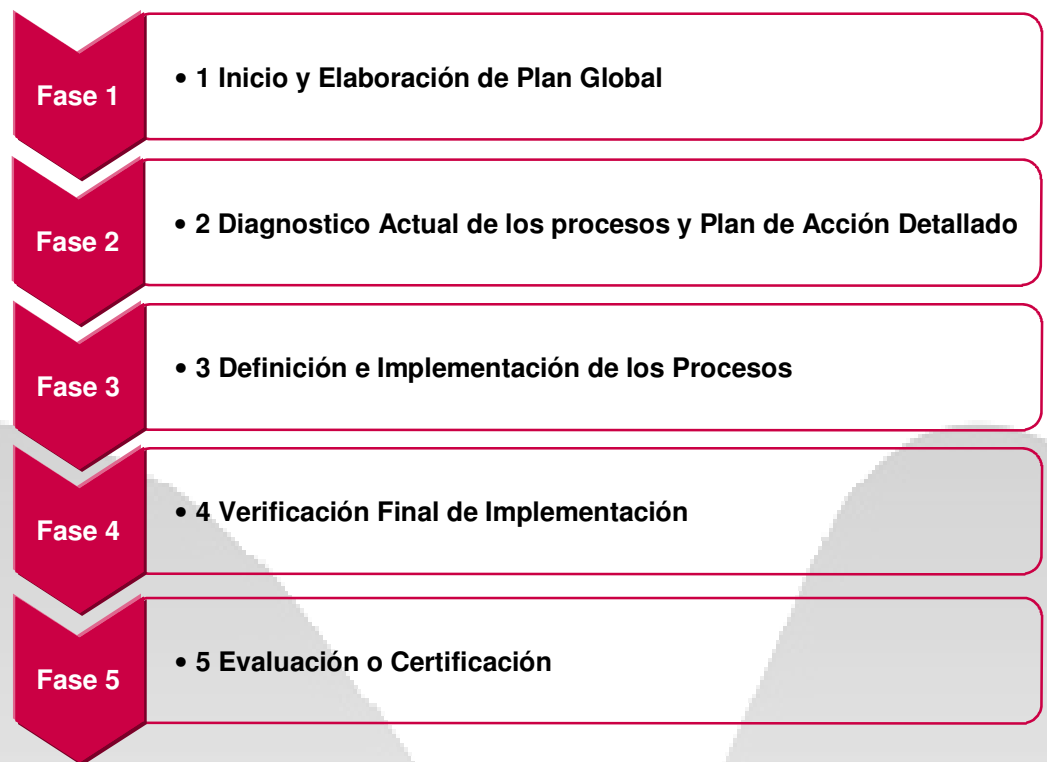 Fase 1
• 1 Inicio y Elaboración de Plan Global
Fase 2
• 2 Diagnostico Actual de los procesos y Plan de Acción Detallado
Fase 3
• 3 Definición e Implementación de los Procesos
Fase 4
• 4 Verificación Final de Implementación
Fase 5
• 5 Evaluación o Certificación